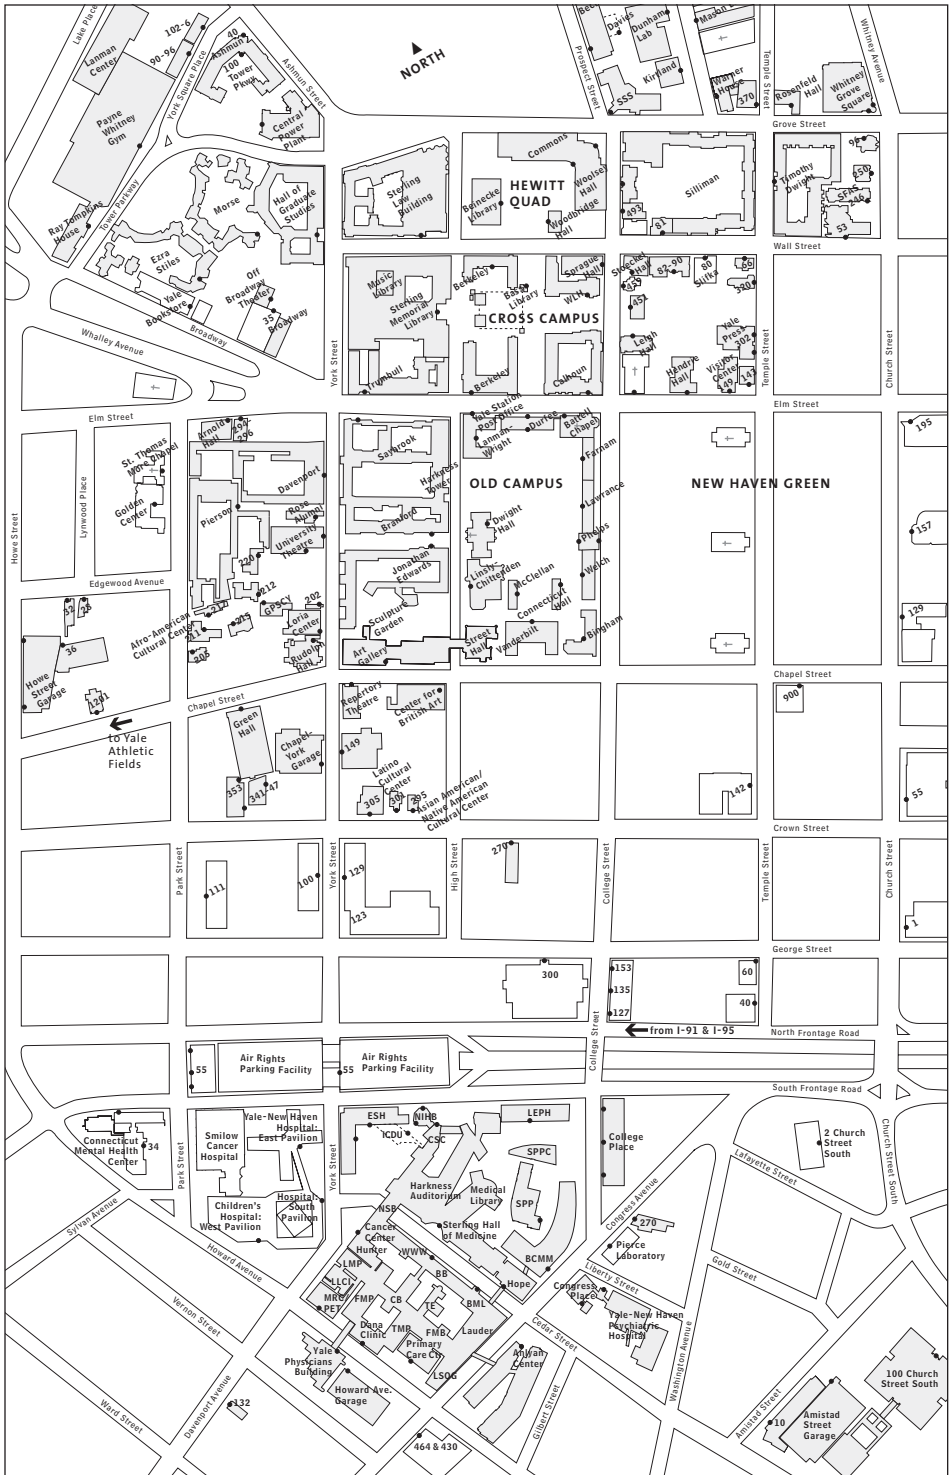 Lake Place
102-6
90-96
Lanman
Center
York Square Place
40
Ashmun
100
Tower
Pkwy
Ashmun Street
NORTH
Davies
Dunham
Lab
Prospect Street
Kirkland
SSS
Warner
House
370
Temple Street
Rosenfeld
Hall
Whitney
Grove
Square
Whitney Avenue
Grove Street
Payne
Whitney
Gym
Central
Power
Plant
Ray Tompkins
House
Tower Parkway
Morse
Hall of
Graduate
Studies
Ezra
Stiles
Yale
Bookstore
Off
Broadway
Theater
35
Broadway
Broadway
Whalley Avenue
Sterling
Law
Building
Commons
Beinecke
Library
HEWITT
QUAD
Woolsey
Hall
Woodbridge
Hall
Silliman
493
81
Timothy
Dwight
96
250
SFAS
246
53
Wall Street
Music
Library
Sterling
Memorial
Library
Berkeley
Bass
Library
Sprague
Hall
WLH
CROSS CAMPUS
Stoeckel
Hall
82-90
80
Slifka
66
457
451
320
Leigh
Hall
Yale
Press
302
Hendrie
Hall
Visitor
Center
149
143
Trumbull
Berkeley
Calhoun
York Street
Temple Street
Church Street
Elm Street
Elm Street
Howe Street
Lynwood Place
St. Thomas
More Chapel
Golden
Center
Edgewood Avenue
Arnold
Hall
294
296
Davenport
Pierson
Rose
Alumni
University
Theatre
220
212
217
GPSCY
202
215
211
205
Loria
Center
Rudolph
Hall
Afro-American
Cultural Center
Saybrook
Harkness
Tower
Branford
Jonathan
Edwards
Sculpture
Garden
Art
Gallery
Street
Hall
Yale Station
Post Office
Lanman-
Wright
Durfee
Battell
Chapel
Farnam
OLD CAMPUS
Lawrance
Dwight
Hall
Phelps
Welch
Linsly-
Chittenden
McClellan
Connecticut
Hall
Vanderbilt
Bingham
NEW HAVEN GREEN
195
157
129
32
28
36
Howe
Street
Garage
1201
to Yale
Athletic
Fields
Chapel Street
Chapel Street
Green
Hall
Chapel-
York
Garage
353
341-47
Repertory
Theatre
Center for
British Art
149
Latino
Cultural
Center
305
301
295
Asian American/
Native American
Cultural Center
900
142
55
Crown Street
Park Street
111
100
York Street
129
123
High Street
270
College Street
Temple Street
Church Street
1
George Street
300
153
135
127
60
40
from I-91 & I-95
North Frontage Road
College Street
55
Air Rights
Parking Facility
55
Air Rights
Parking Facility
South Frontage Road
Connecticut
Mental Health
Center
34
Park Street
Smilow
Cancer
Hospital
Yale-New Haven
Hospital:
East Pavilion
Children's
Hospital:
West Pavilion
Hospital:
South
Pavilion
York Street
ESH
NIHB
ICDU
CSC
LEPH
SPPC
Harkness
Auditorium
Medical
Library
SPP
NSB
Sterling Hall
of Medicine
Cancer
Center
Hunter
WWW
BCMM
LMP
LLCI
BB
Hope
MRC/
PET
FMP
CB
TE
BML
Dana
Clinic
TMP
FMB
Lauder
Primary
Care Ctr
LSOG
College
Place
Congress Avenue
270
Pierce
Laboratory
Liberty Street
Congress
Place
Yale-New Haven
Psychiatric
Hospital
2 Church
Street
South
Lafayette Street
Church Street South
Gold Street
Washington Avenue
Cedar Street
Anlyan
Center
Gilbert Street
Sylvan Avenue
Howard Avenue
Vernon Street
Ward Street
Davenport Avenue
132
Yale
Physicians
Building
Howard Ave.
Garage
464 & 430
Amistad Street
10
Amistad
Street
Garage
100 Church
Street South